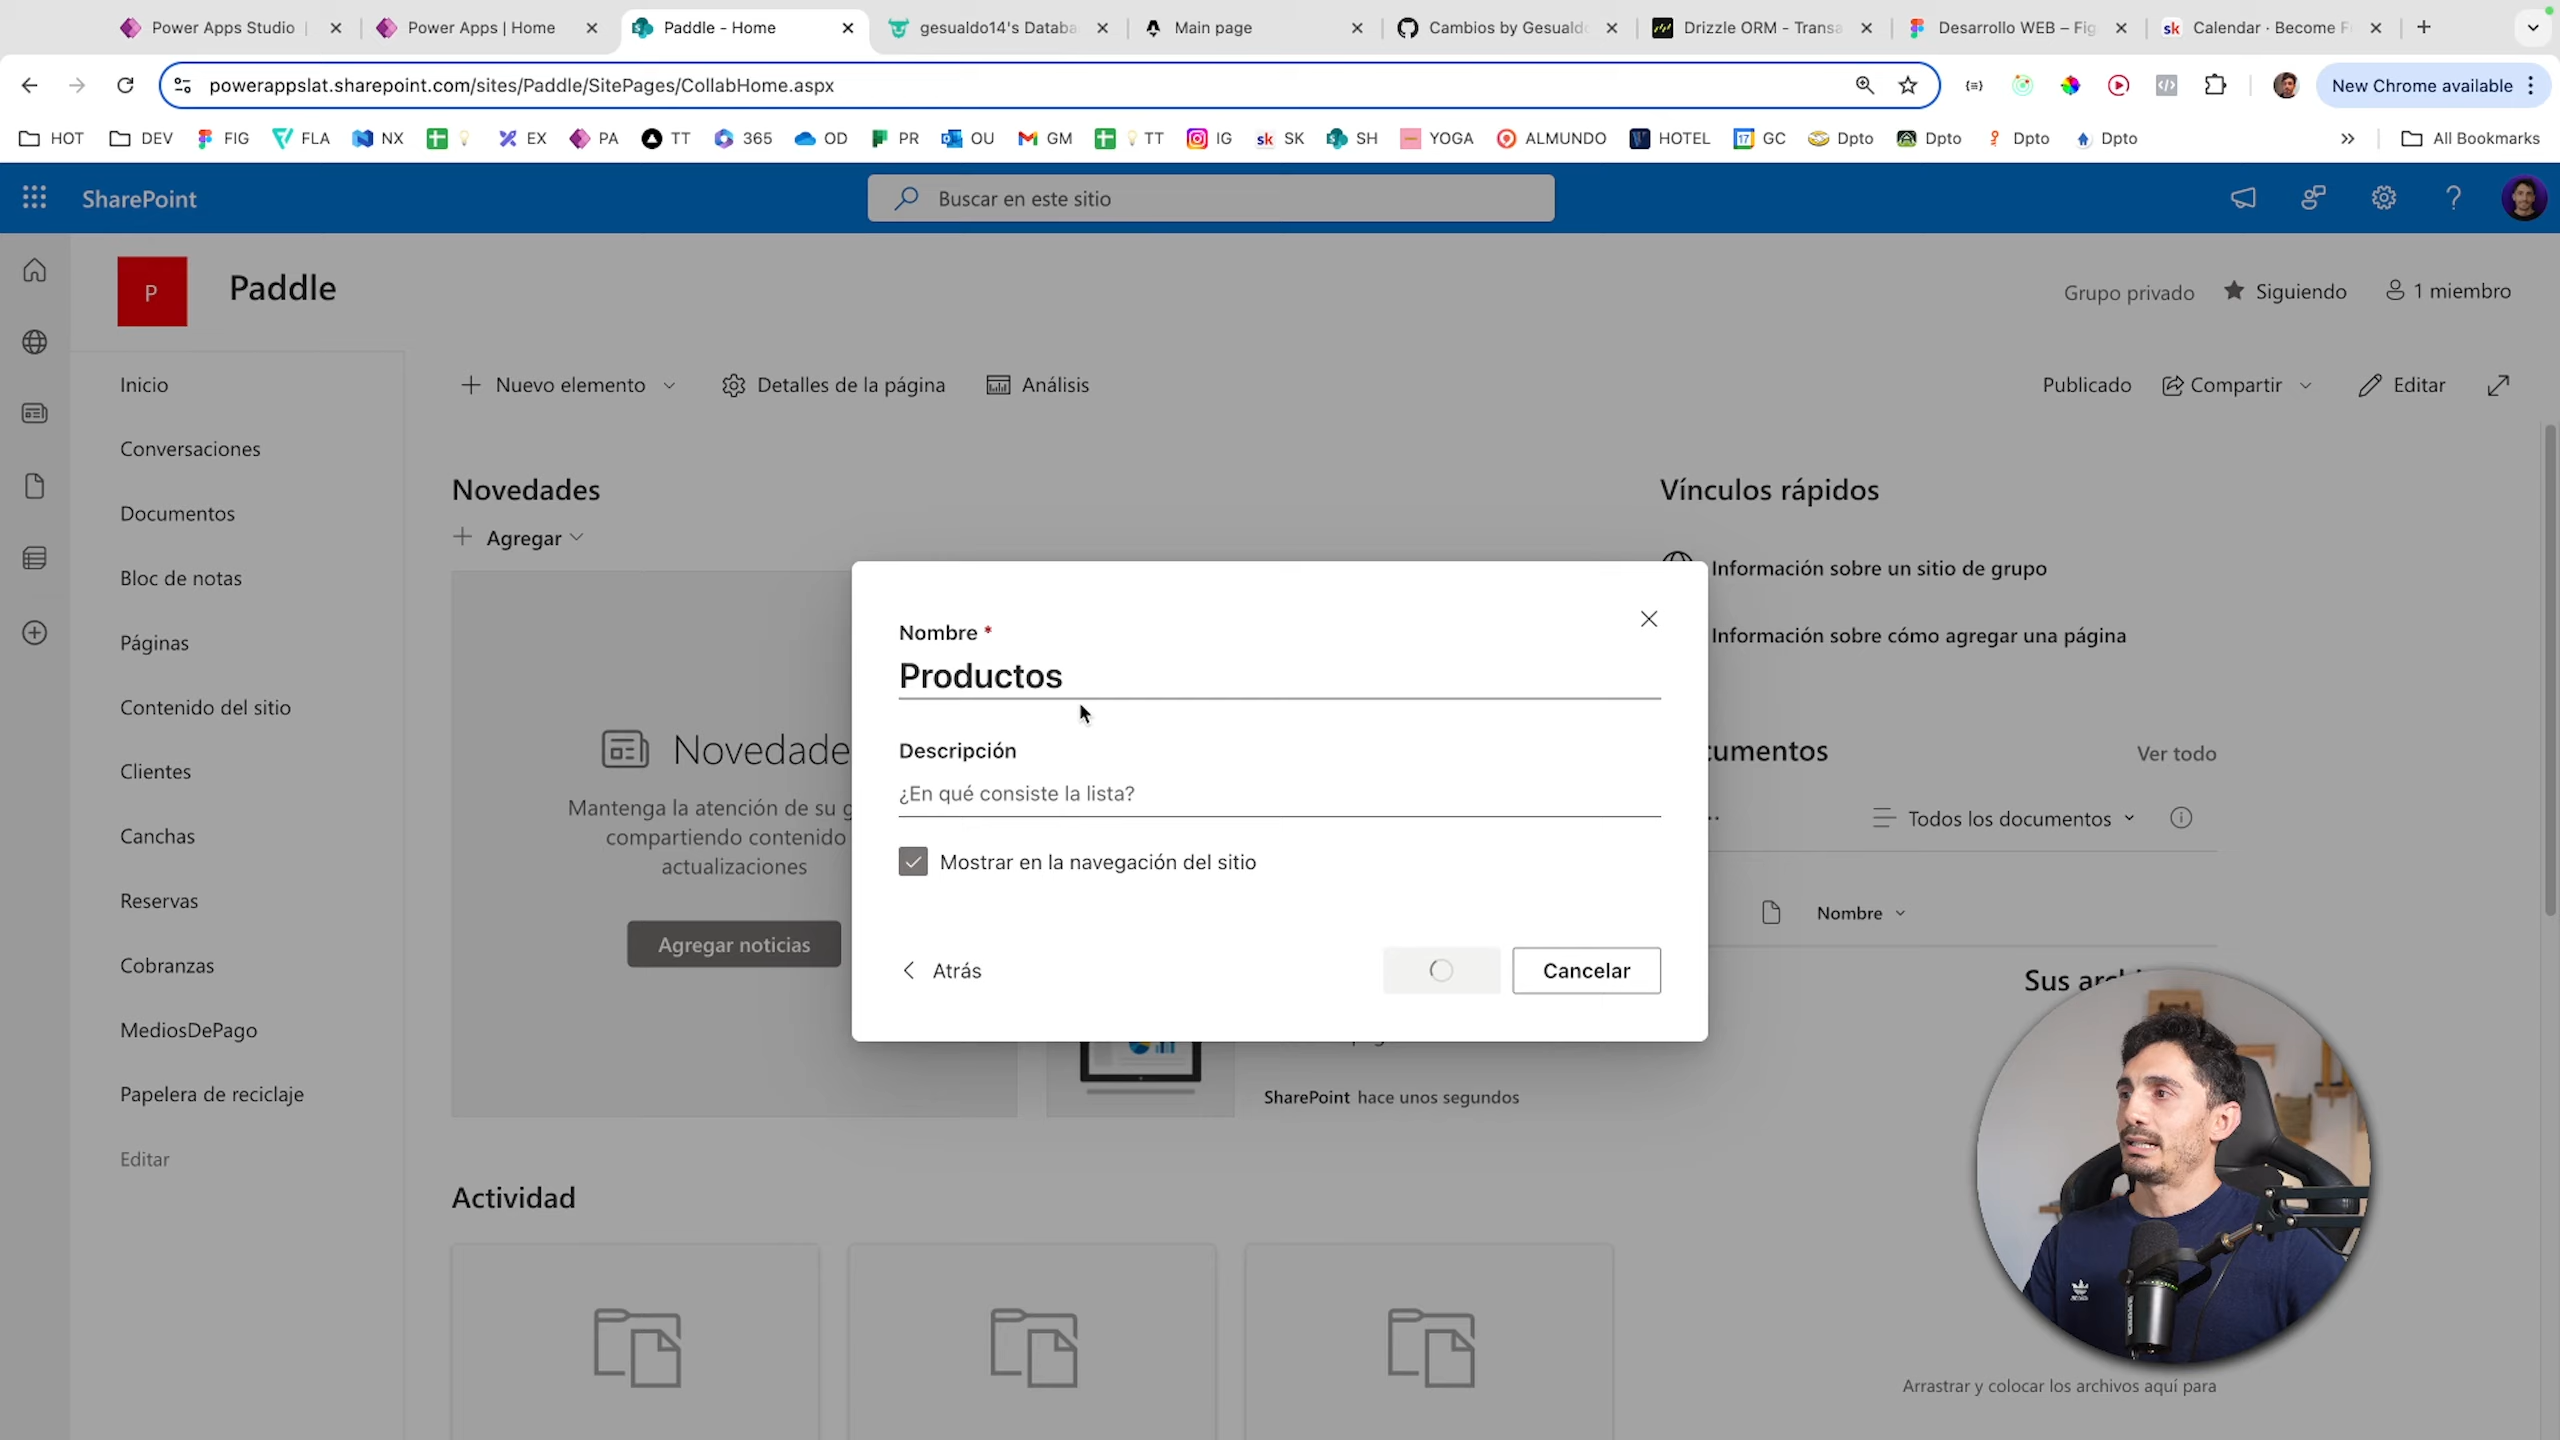 Power Apps Studio
Power Apps | Home
Paddle - Home
gesualdo14's Databa
Main page
Cambios by Gesualdo
Drizzle ORM - Transa
Desarrollo WEB – Fig
Calendar · Become F
powerappslat.sharepoint.com/sites/Paddle/SitePages/CollabHome.aspx
New Chrome available
HOT
DEV
FIG
FLA
NX
EX
PA
TT
365
OD
PR
OU
GM
TT
IG
SK
SH
YOGA
ALMUNDO
HOTEL
GC
Dpto
Dpto
Dpto
Dpto
All Bookmarks
SharePoint
Buscar en este sitio
P
Paddle
Grupo privado
Siguiendo
1 miembro
Inicio
Conversaciones
Documentos
Bloc de notas
Páginas
Contenido del sitio
Clientes
Canchas
Reservas
Cobranzas
MediosDePago
Papelera de reciclaje
Editar
Nuevo elemento
Detalles de la página
Análisis
Publicado
Compartir
Editar
Novedades
Agregar
Novedade
Mantenga la atención de su g
compartiendo contenido
actualizaciones
Agregar noticias
SharePoint hace unos segundos
Actividad
Vínculos rápidos
Información sobre un sitio de grupo
Información sobre cómo agregar una página
cumentos
Ver todo
Todos los documentos
Nombre
Sus
Arrastrar y colocar los archivos aquí para
Nombre *
Productos
Descripción
¿En qué consiste la lista?
Mostrar en la navegación del sitio
Atrás
Cancelar